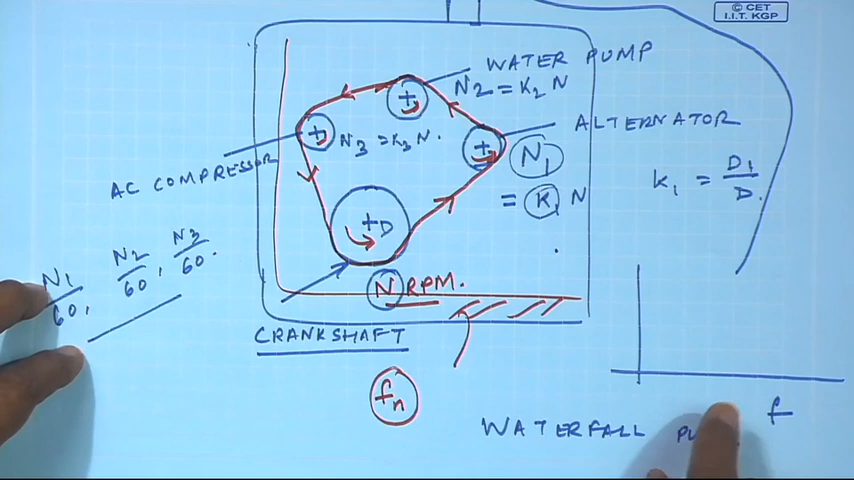 © CET
I.I.T. KGP
WATER PUMP
N2 = K2 N
ALTERNATOR
N1
= K1 N
K1 = D1/D.
N3 = K3 N.
AC COMPRESSOR
D
N1/60, N2/60, N3/60.
N RPM.
CRANKSHAFT
fn
f
WATERFALL